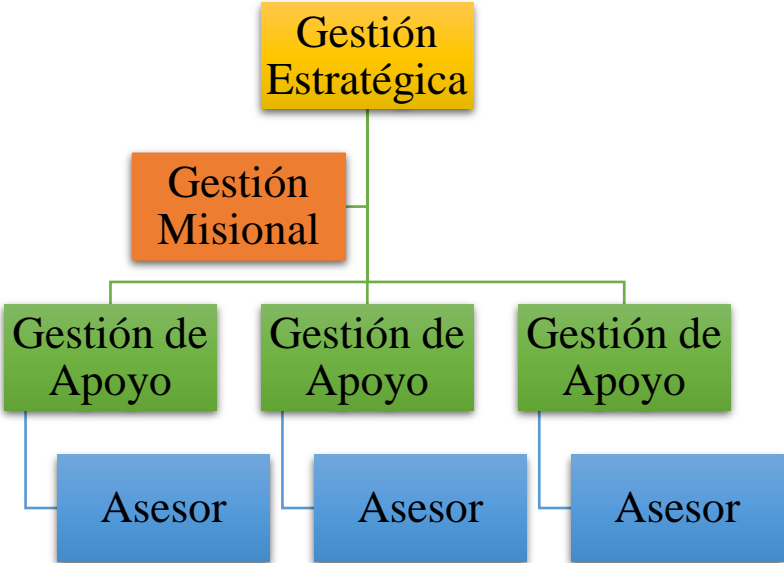 Gestión
Estratégica
Gestión
Misional
Gestión de
Apoyo
Gestión de
Apoyo
Gestión de
Apoyo
Asesor
Asesor
Asesor